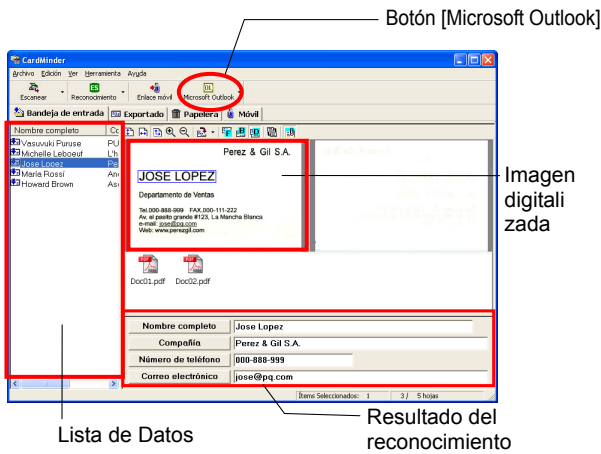 Botón [Microsoft Outlook]
CardMinder
Archivo Edición Ver Herramienta Ayuda
Escanear Reconocimiento Enlace móvil Microsoft Outlook
Bandeja de entrada Exportado Papelera Móvil
Nombre completo
Vasuvuki Puruse PU
Michelle Leboeuf L'h
Jose Lopez Pe
María Rossí
Howard Brown
Perez & Gil S.A.
JOSE LOPEZ
Departamento de Ventas
Tel.000-888-999 FAX.000-111-222
Av. el pasito grande #123, La Mancha Blancs
e-mail: jose@pq.com
Web: www.perezgil.com
Imagen
digitali
zada
Doc01.pdf Doc02.pdf
Nombre completo Jose Lopez
Compañía Perez & Gil S.A.
Número de teléfono 000-888-999
Correo electrónico jose@pq.com
Ítems Seleccionados: 1 3 / 5 hojas
Lista de Datos
Resultado del
reconocimiento